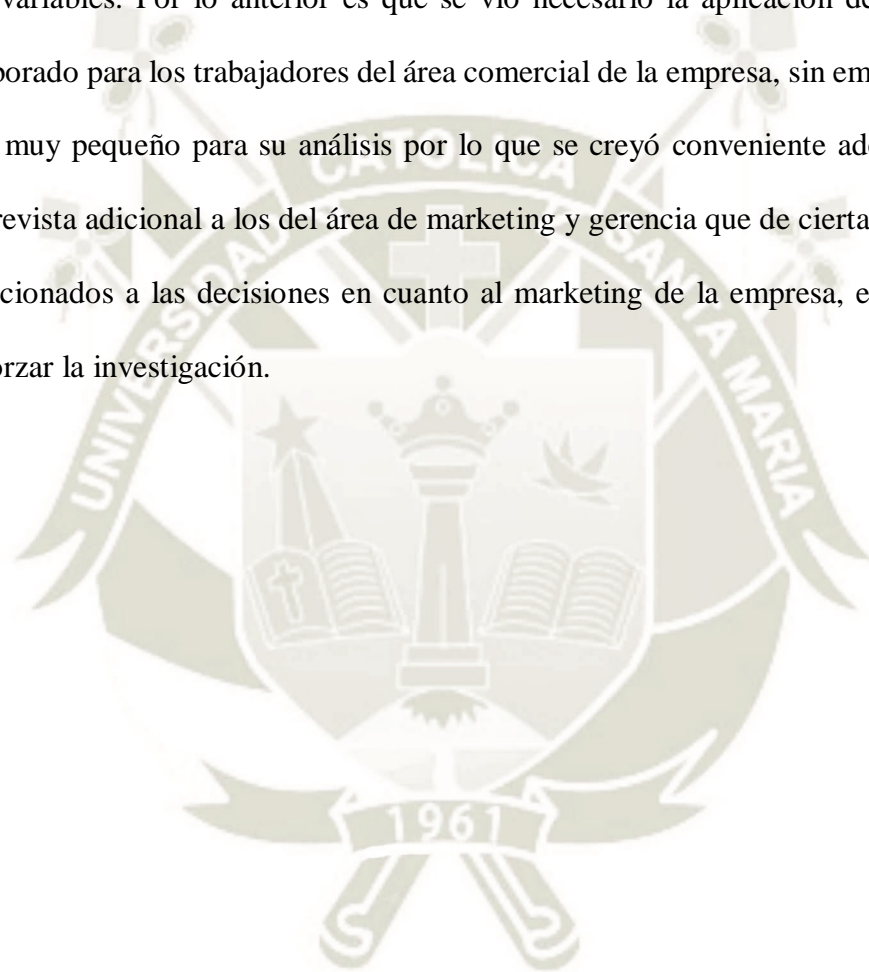 variables. Por lo anterior es que se vio necesario la aplicación de
borado para los trabajadores del área comercial de la empresa, sin em
muy pequeño para su análisis por lo que se creyó conveniente ad
revista adicional a los del área de marketing y gerencia que de cierta
cionados a las decisiones en cuanto al marketing de la empresa, e
orzar la investigación.
UNIVERSIDAD CATOLICA SANTA MARIA
1961